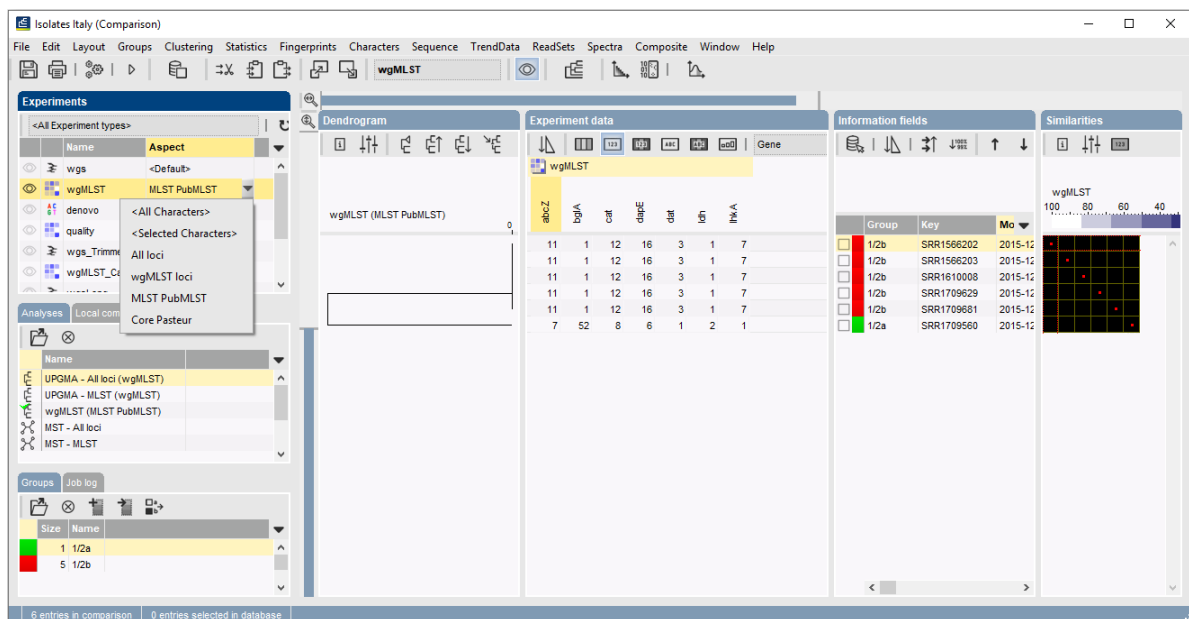 Isolates Italy (Comparison)
File Edit Layout Groups Clustering Statistics Fingerprints Characters Sequence TrendData ReadSets Spectra Composite Window Help
wgMLST
Experiments
<All Experiment types>
Name Aspect
wgs <Default>
wgMLST MLST PubMLST
denovo
quality
wgs_Trimme
wgMLST_Ca
<All Characters>
<Selected Characters>
All loci
wgMLST loci
MLST PubMLST
Core Pasteur
Analyses Local com
Name
UPGMA - All loci (wgMLST)
UPGMA - MLST (wgMLST)
wgMLST (MLST PubMLST)
MST - All loci
MST - MLST
Groups Job log
Size Name
1 1/2a
5 1/2b
Dendrogram
wgMLST (MLST PubMLST)
0
Experiment data
Gene
wgMLST
abcZ bglA cat dapE dat ldh lhkA
11 1 12 16 3 1 7
11 1 12 16 3 1 7
11 1 12 16 3 1 7
11 1 12 16 3 1 7
11 1 12 16 3 1 7
7 52 8 6 1 2 1
Information fields
Group Key Mo
1/2b SRR1566202 2015-12
1/2b SRR1566203 2015-12
1/2b SRR1610008 2015-12
1/2b SRR1709629 2015-12
1/2b SRR1709681 2015-12
1/2a SRR1709560 2015-12
Similarities
wgMLST
100 80 60 40
6 entries in comparison 0 entries selected in database